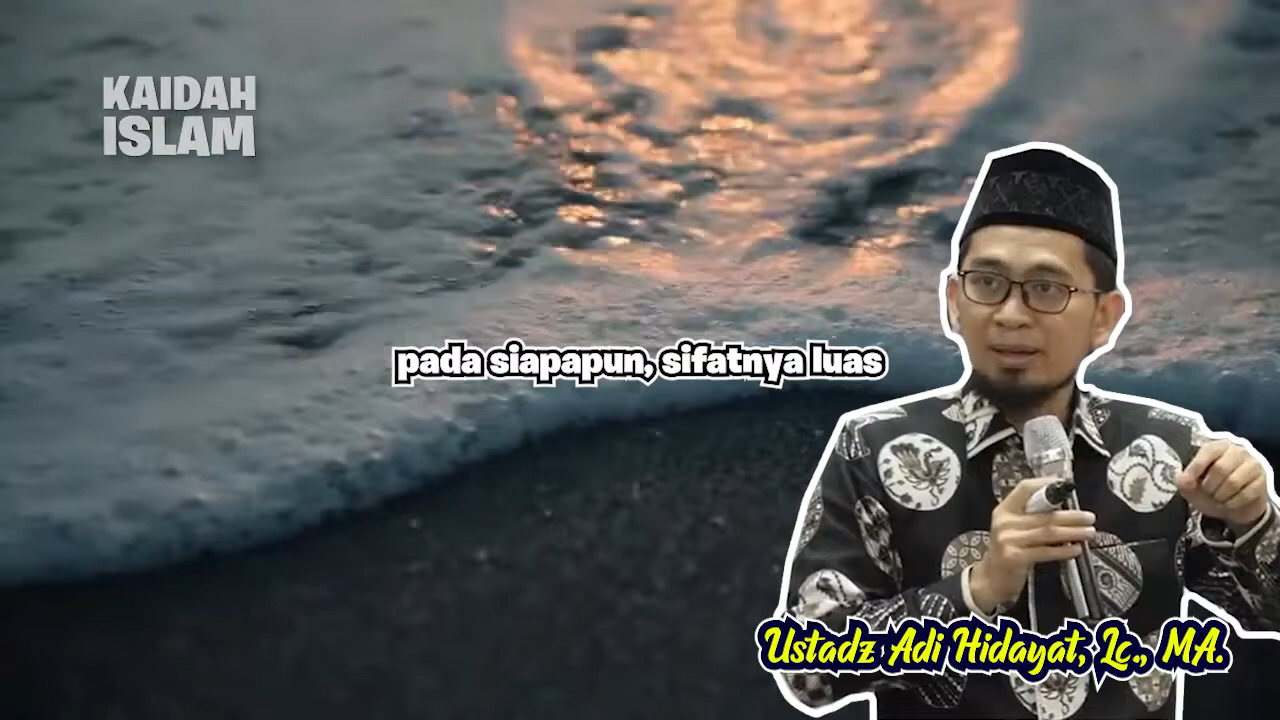 KAIDAH
ISLAM
pada siapapun, sifatnya luas
Ustadz Adi Hidayat, Lc., MA.